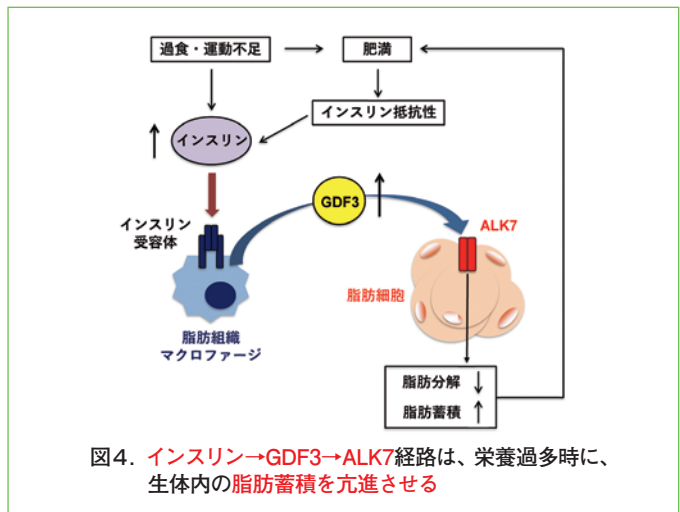 過食・運動不足
肥満
インスリン抵抗性
インスリン
GDF3
インスリン
受容体
ALK7
脂肪細胞
脂肪組織
マクロファージ
脂肪分解
脂肪蓄積
図4. インスリン→GDF3→ALK7経路は、栄養過多時に、
生体内の脂肪蓄積を亢進させる